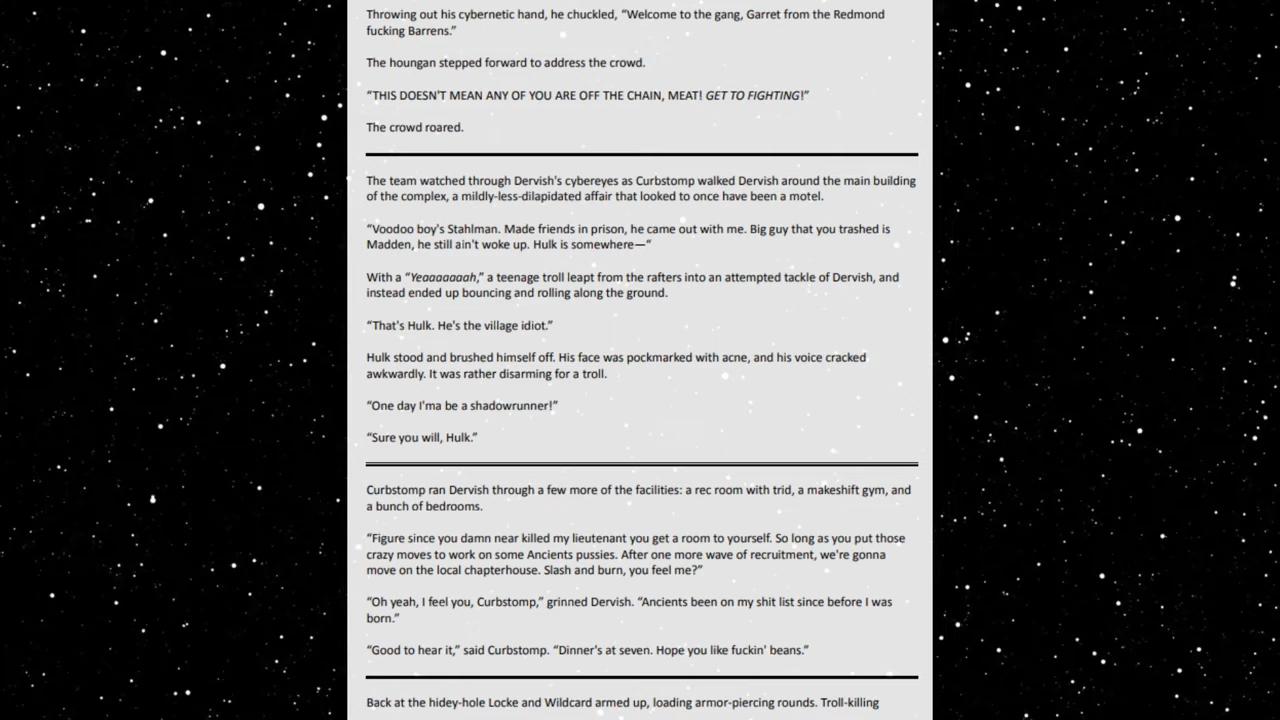 Throwing out his cybernetic hand, he chuckled, “Welcome to the gang, Garret from the Redmond
fucking Barrens.”
The houngan stepped forward to address the crowd.
“THIS DOESN'T MEAN ANY OF YOU ARE OFF THE CHAIN, MEAT! GET TO FIGHTING!”
The crowd roared.
The team watched through Dervish's cybereyes as Curbstomp walked Dervish around the main building
of the complex, a mildly-less-dilapidated affair that looked to once have been a motel.
“Voodoo boy's Stahlman. Made friends in prison, he came out with me. Big guy that you trashed is
Madden, he still ain't woke up. Hulk is somewhere—“
With a “Yeaaaaaaah,” a teenage troll leapt from the rafters into an attempted tackle of Dervish, and
instead ended up bouncing and rolling along the ground.
“That's Hulk. He's the village idiot.”
Hulk stood and brushed himself off. His face was pockmarked with acne, and his voice cracked
awkwardly. It was rather disarming for a troll.
“One day I'ma be a shadowrunner!”
“Sure you will, Hulk.”
Curbstomp ran Dervish through a few more of the facilities: a rec room with trid, a makeshift gym, and
a bunch of bedrooms.
“Figure since you damn near killed my lieutenant you get a room to yourself. So long as you put those
crazy moves to work on some Ancients pussies. After one more wave of recruitment, we're gonna
move on the local chapterhouse. Slash and burn, you feel me?”
“Oh yeah, I feel you, Curbstomp,” grinned Dervish. “Ancients been on my shit list since before I was
born.”
“Good to hear it,” said Curbstomp. “Dinner's at seven. Hope you like fuckin' beans.”
Back at the hidey-hole Locke and Wildcard armed up, loading armor-piercing rounds. Troll-killing